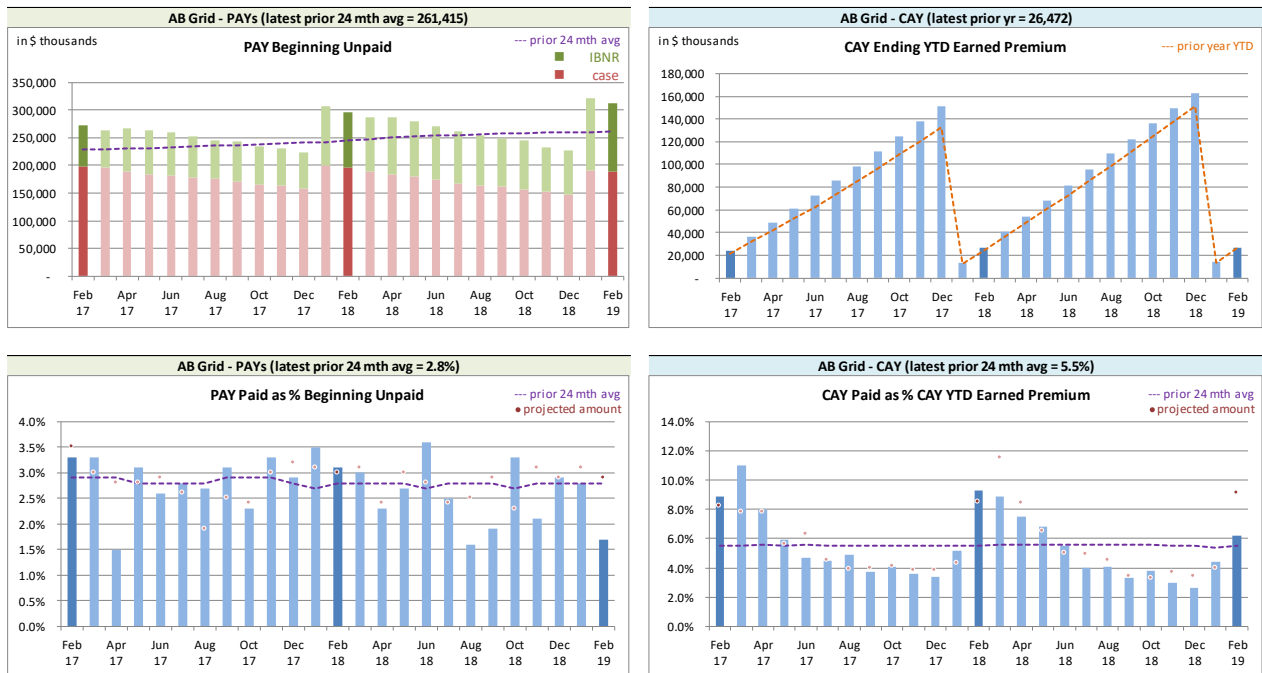 AB Grid - PAYs (latest prior 24 mth avg = 261,415)
in $ thousands
PAY Beginning Unpaid
--- prior 24 mth avg
IBNR
case
350,000
300,000
250,000
200,000
150,000
100,000
50,000
-
Feb Apr Jun Aug Oct Dec Feb Apr Jun Aug Oct Dec Feb
17 17 17 17 17 17 18 18 18 18 18 18 19
AB Grid - CAY (latest prior yr = 26,472)
in $ thousands
CAY Ending YTD Earned Premium
--- prior year YTD
180,000
160,000
140,000
120,000
100,000
80,000
60,000
40,000
20,000
-
Feb Apr Jun Aug Oct Dec Feb Apr Jun Aug Oct Dec Feb
17 17 17 17 17 17 18 18 18 18 18 18 19
AB Grid - PAYs (latest prior 24 mth avg = 2.8%)
PAY Paid as % Beginning Unpaid
--- prior 24 mth avg
• projected amount
4.0%
3.5%
3.0%
2.5%
2.0%
1.5%
1.0%
0.5%
0.0%
Feb Apr Jun Aug Oct Dec Feb Apr Jun Aug Oct Dec Feb
17 17 17 17 17 17 18 18 18 18 18 18 19
AB Grid - CAY (latest prior 24 mth avg = 5.5%)
CAY Paid as % CAY YTD Earned Premium
--- prior 24 mth avg
• projected amount
14.0%
12.0%
10.0%
8.0%
6.0%
4.0%
2.0%
0.0%
Feb Apr Jun Aug Oct Dec Feb Apr Jun Aug Oct Dec Feb
17 17 17 17 17 17 18 18 18 18 18 18 19